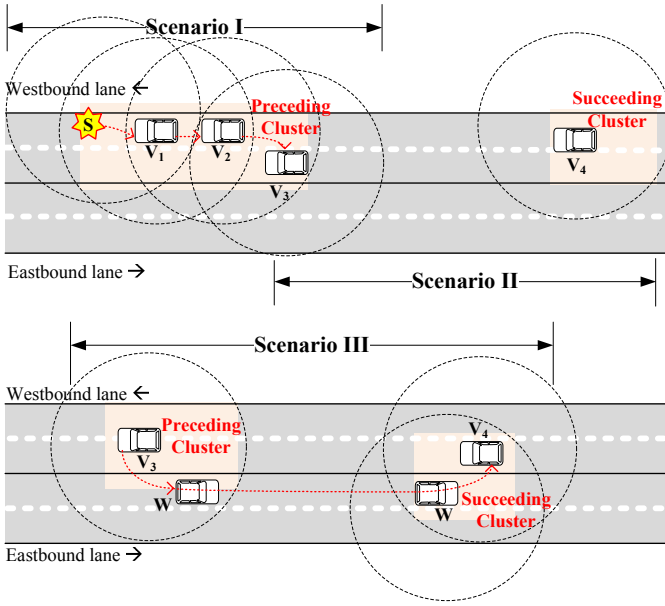 Scenario I
Westbound lane ←
S
V1
V2
Preceding
Cluster
V3
Succeeding
Cluster
V4
Eastbound lane →
Scenario II
Scenario III
Westbound lane ←
Preceding
Cluster
V3
W
V4
W
Succeeding
Cluster
Eastbound lane →